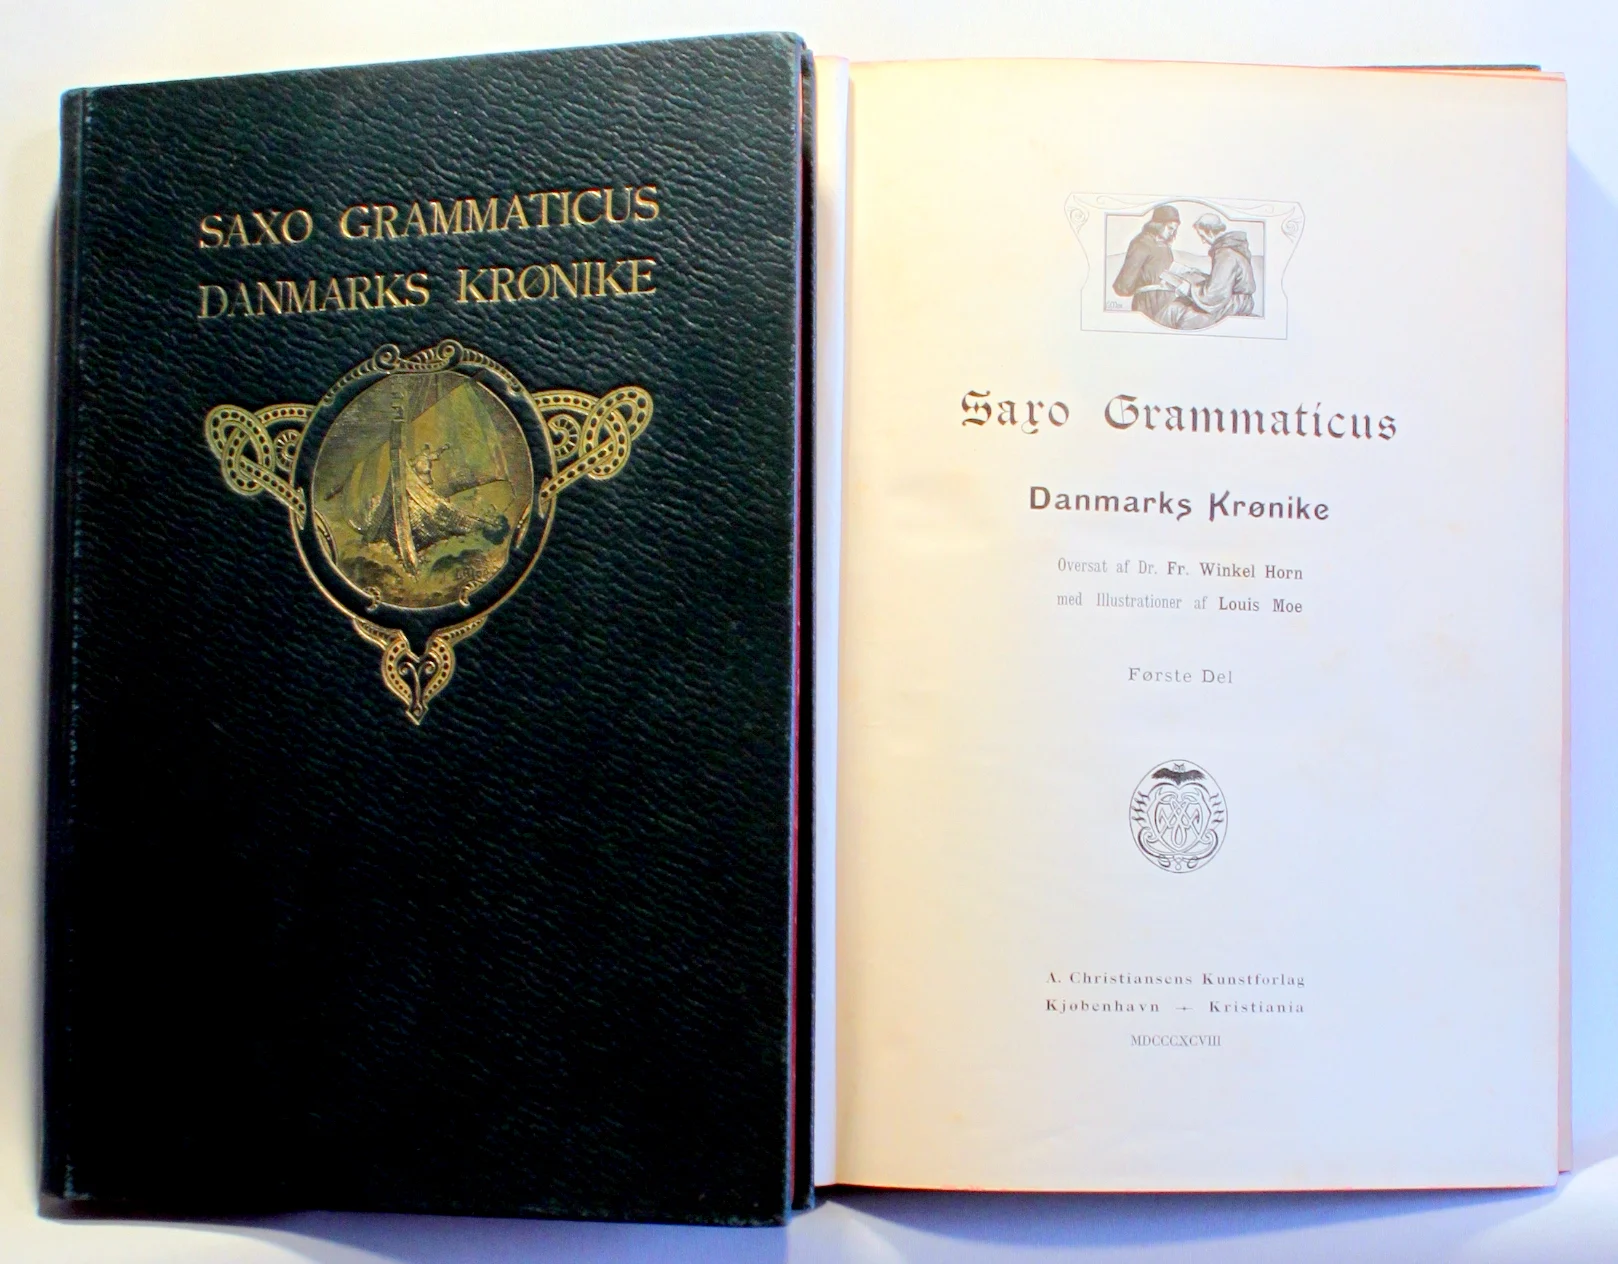 SAXO GRAMMATICUS
DANMARKS KRØNIKE
Saxo Grammaticus
Danmarks Krønike
Oversat af Dr. Fr. Winkel Horn
med Illustrationer af Louis Moe
Første Del
A. Christiansens Kunstforlag
Kjøbenhavn — Kristiania
MDCCCXCVIII